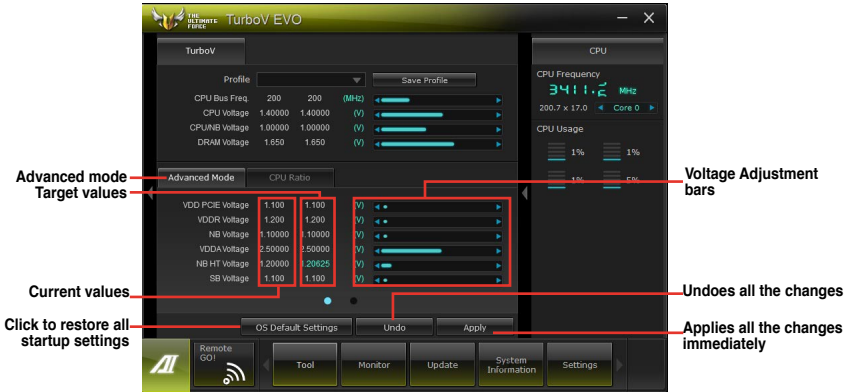 THE ULTIMATE FORCE TurboV EVO
TurboV
CPU
Profile
Save Profile
CPU Bus Freq. 200 200 (MHz)
CPU Voltage 1.40000 1.40000 (V)
CPU/NB Voltage 1.00000 1.00000 (V)
DRAM Voltage 1.650 1.650 (V)
CPU Frequency
3411.2 MHz
200.7 x 17.0 Core 0
CPU Usage
1% 1%
1% 5%
Advanced mode
Target values
Advanced Mode CPU Ratio
VDD PCIE Voltage 1.100 1.100 (V)
VDDR Voltage 1.200 1.200 (V)
NB Voltage 1.10000 1.10000 (V)
VDDA Voltage 2.50000 2.50000 (V)
NB HT Voltage 1.20000 1.20625 (V)
SB Voltage 1.100 1.100 (V)
Voltage Adjustment
bars
Current values
Undoes all the changes
Click to restore all
startup settings
OS Default Settings Undo Apply
Applies all the changes
immediately
AI
Remote
GO!
Tool Monitor Update System Information Settings